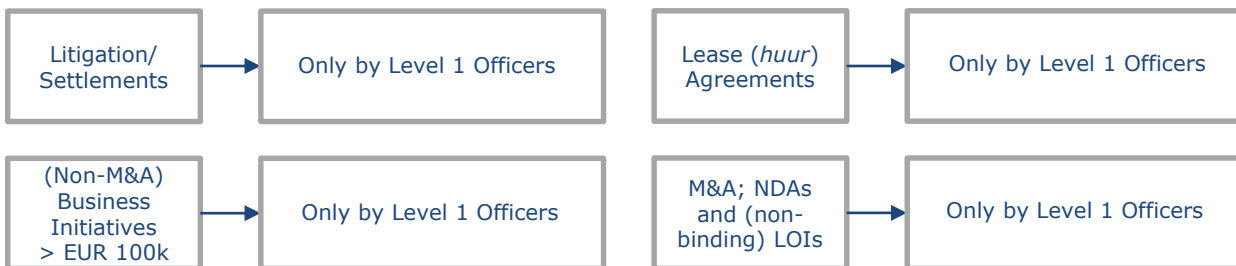 Litigation/
Settlements
Only by Level 1 Officers
Lease (huur)
Agreements
Only by Level 1 Officers
(Non-M&A)
Business
Initiatives
> EUR 100k
Only by Level 1 Officers
M&A; NDAs
and (non-
binding) LOIs
Only by Level 1 Officers